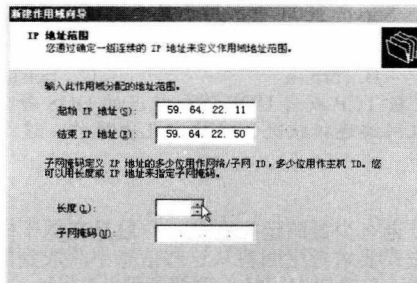 新建作用域向导
IP 地址范围
您通过确定一组连续的 IP 地址来定义作用域地址范围。
输入此作用域分配的地址范围。
起始 IP 地址(S): 59. 64. 22. 11
结束 IP 地址(E): 59. 64. 22. 50
子网掩码定义 IP 地址的多少位用作网络/子网 ID，多少位用作主机 ID。您
可以用长度或 IP 地址来指定子网掩码。
长度(L):
子网掩码(U): . . .